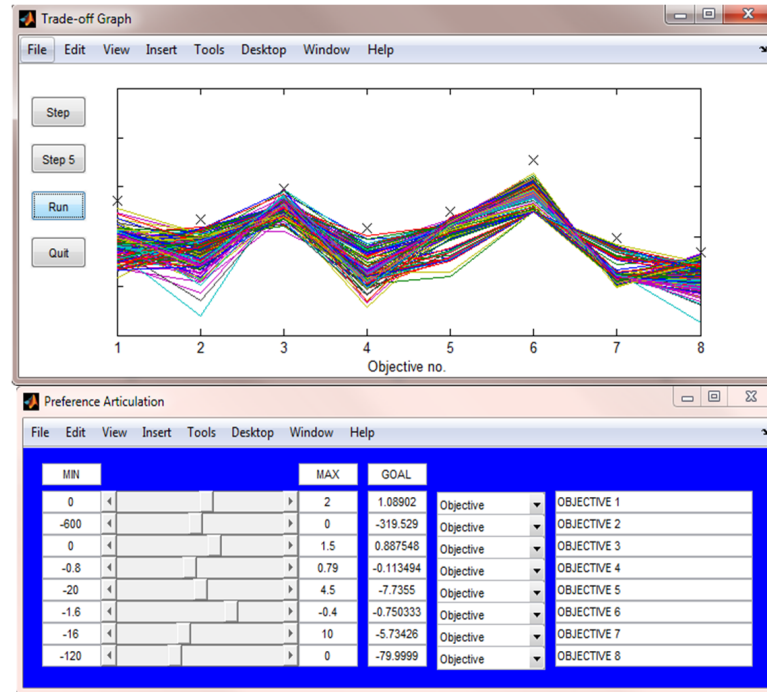 Trade-off Graph
File Edit View Insert Tools Desktop Window Help
Step
Step 5
Run
Quit
1 2 3 4 5 6 7 8
Objective no.
Preference Articulation
File Edit View Insert Tools Desktop Window Help
MIN MAX GOAL
0 2 1.08902 Objective OBJECTIVE 1
-600 0 -319.529 Objective OBJECTIVE 2
0 1.5 0.887548 Objective OBJECTIVE 3
-0.8 0.79 -0.113494 Objective OBJECTIVE 4
-20 4.5 -7.7355 Objective OBJECTIVE 5
-1.6 -0.4 -0.750333 Objective OBJECTIVE 6
-16 10 -5.73426 Objective OBJECTIVE 7
-120 0 -79.9999 Objective OBJECTIVE 8